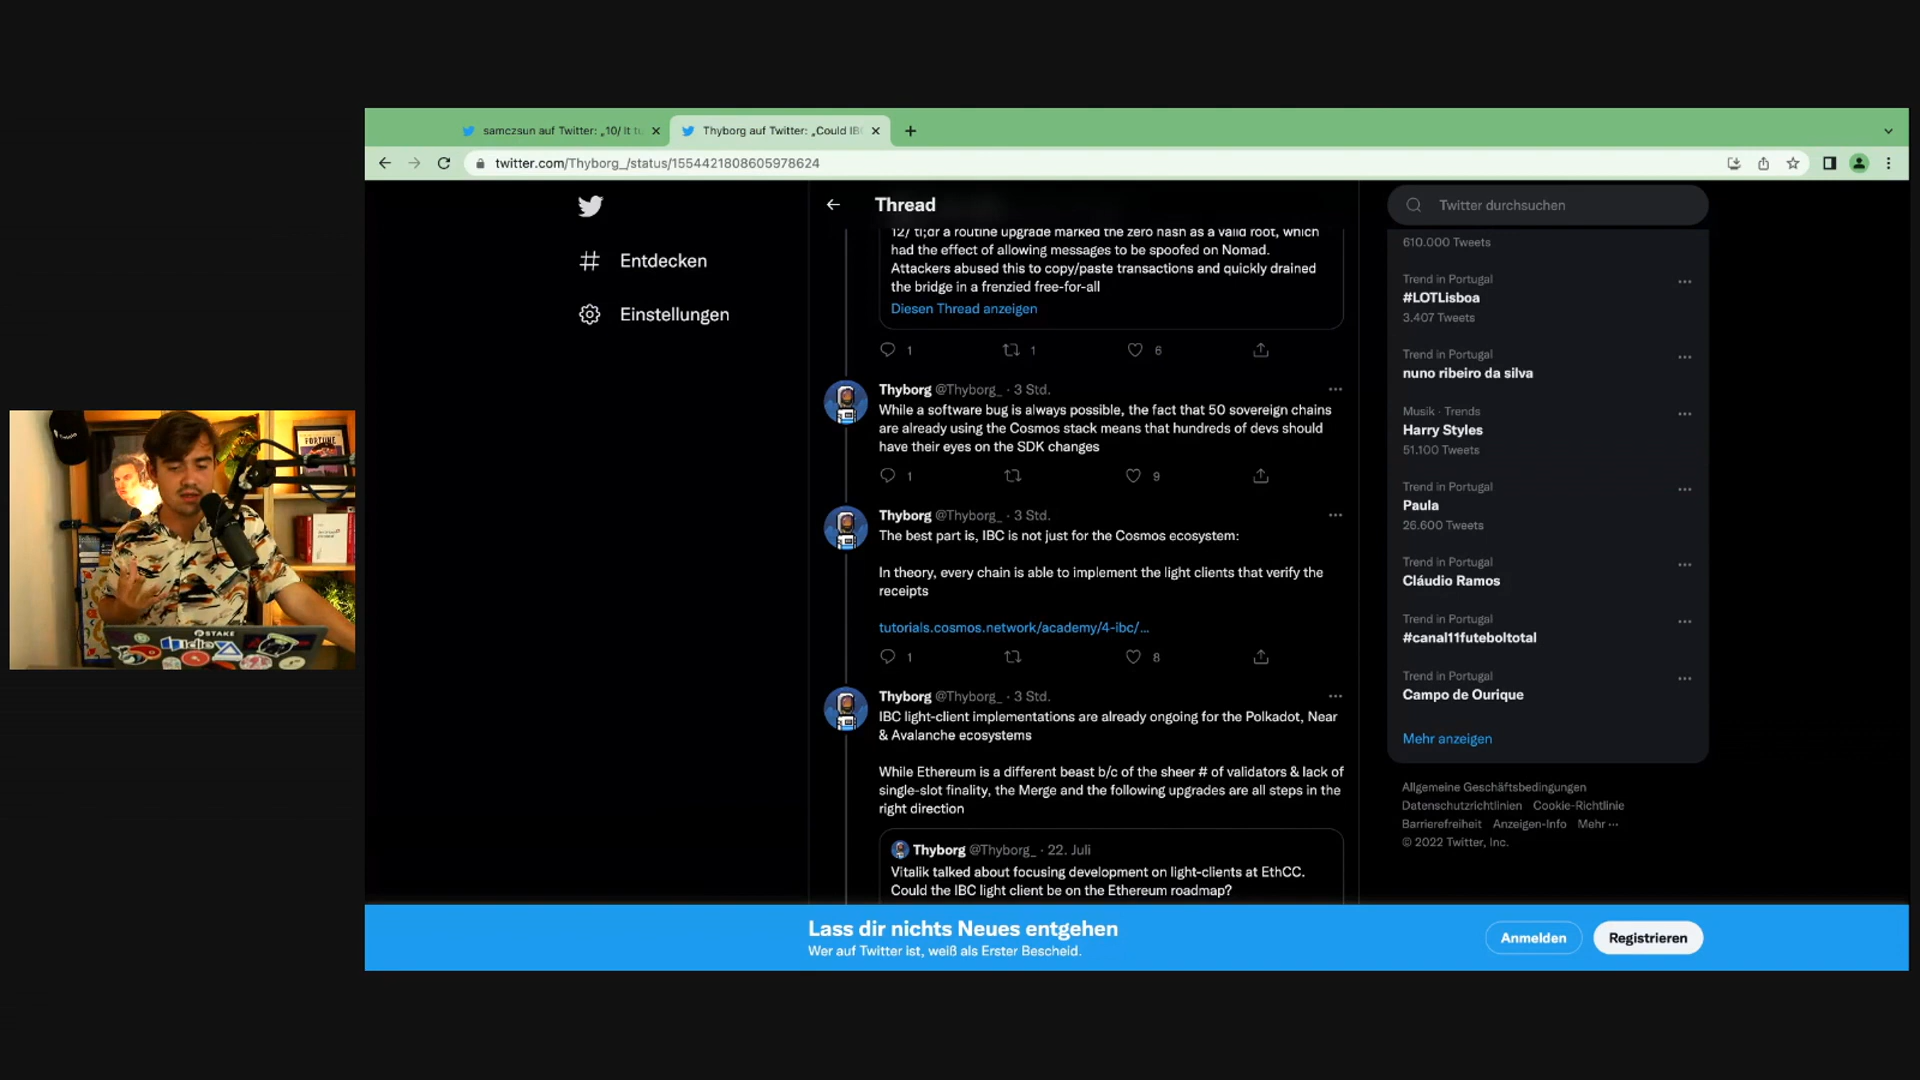 samczsun auf Twitter: „10/ It tu
Thyborg auf Twitter: „Could IB
twitter.com/Thyborg_/status/1554421808605978624
Entdecken
Einstellungen
Thread
12/ tl;dr a routine upgrade marked the zero hash as a valid root, which
had the effect of allowing messages to be spoofed on Nomad.
Attackers abused this to copy/paste transactions and quickly drained
the bridge in a frenzied free-for-all
Diesen Thread anzeigen
1 1 6
Thyborg @Thyborg_ · 3 Std.
While a software bug is always possible, the fact that 50 sovereign chains
are already using the Cosmos stack means that hundreds of devs should
have their eyes on the SDK changes
1 9
Thyborg @Thyborg_ · 3 Std.
The best part is, IBC is not just for the Cosmos ecosystem:
In theory, every chain is able to implement the light clients that verify the
receipts
tutorials.cosmos.network/academy/4-ibc/…
1 8
Thyborg @Thyborg_ · 3 Std.
IBC light-client implementations are already ongoing for the Polkadot, Near
& Avalanche ecosystems
While Ethereum is a different beast b/c of the sheer # of validators & lack of
single-slot finality, the Merge and the following upgrades are all steps in the
right direction
Thyborg @Thyborg_ · 22. Juli
Vitalik talked about focusing development on light-clients at EthCC.
Could the IBC light client be on the Ethereum roadmap?
Twitter durchsuchen
610.000 Tweets
Trend in Portugal
#LOTLisboa
3.407 Tweets
Trend in Portugal
nuno ribeiro da silva
Musik · Trends
Harry Styles
51.100 Tweets
Trend in Portugal
Paula
26.600 Tweets
Trend in Portugal
Cláudio Ramos
Trend in Portugal
#canal11futeboltotal
Trend in Portugal
Campo de Ourique
Mehr anzeigen
Allgemeine Geschäftsbedingungen
Datenschutzrichtlinien Cookie-Richtlinie
Barrierefreiheit Anzeigen-Info Mehr ···
© 2022 Twitter, Inc.
Lass dir nichts Neues entgehen
Wer auf Twitter ist, weiß als Erster Bescheid.
Anmelden
Registrieren
FORTUNE
STAKE
Idle